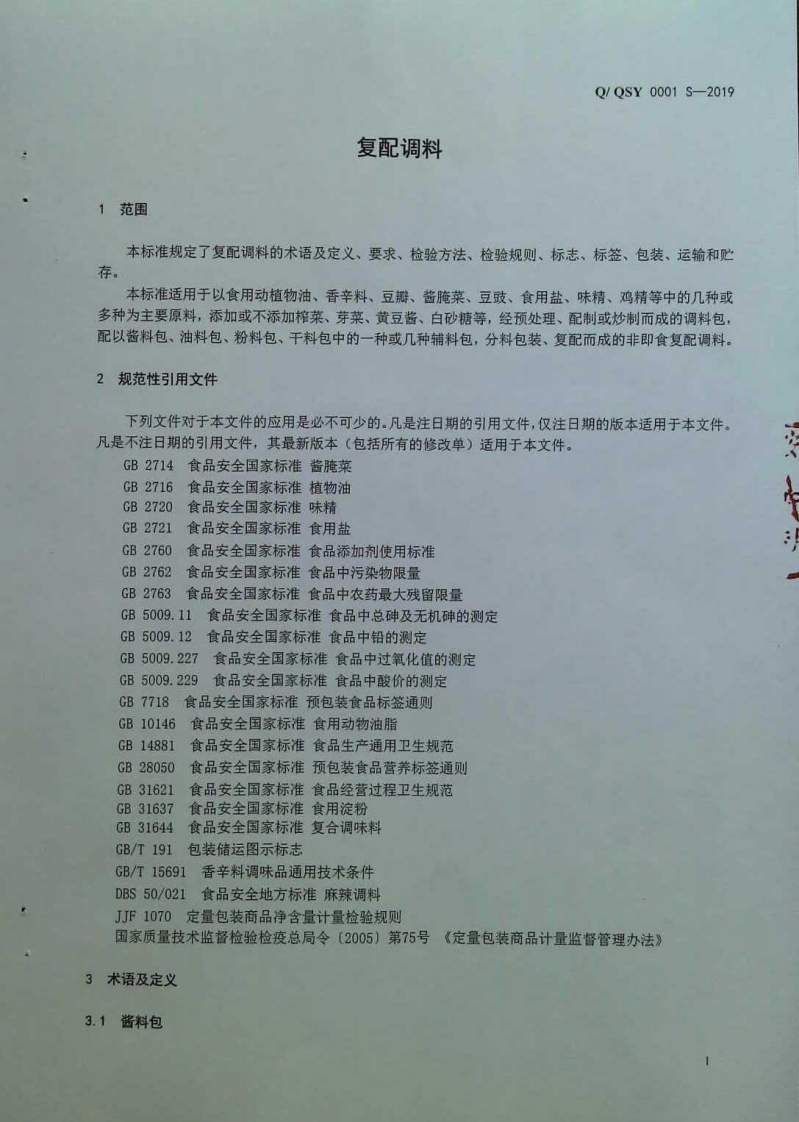 Q/ QSY 0001 S—2019
复配调料
1 范围
本标准规定了复配调料的术语及定义、要求、检验方法、检验规则、标志、标签、包装、运输和贮
存。
本标准适用于以食用动植物油、香辛料、豆瓣、酱腌菜、豆豉、食用盐、味精、鸡精等中的几种或
多种为主要原料，添加或不添加榨菜、芽菜、黄豆酱、白砂糖等，经预处理、配制或炒制而成的调料包，
配以酱料包、油料包、粉料包、干料包中的一种或几种辅料包，分料包装、复配而成的非即食复配调料。
2 规范性引用文件
下列文件对于本文件的应用是必不可少的。凡是注日期的引用文件，仅注日期的版本适用于本文件。
凡是不注日期的引用文件，其最新版本（包括所有的修改单）适用于本文件。
GB 2714 食品安全国家标准 酱腌菜
GB 2716 食品安全国家标准 植物油
GB 2720 食品安全国家标准 味精
GB 2721 食品安全国家标准 食用盐
GB 2760 食品安全国家标准 食品添加剂使用标准
GB 2762 食品安全国家标准 食品中污染物限量
GB 2763 食品安全国家标准 食品中农药最大残留限量
GB 5009.11 食品安全国家标准 食品中总砷及无机砷的测定
GB 5009.12 食品安全国家标准 食品中铅的测定
GB 5009.227 食品安全国家标准 食品中过氧化值的测定
GB 5009.229 食品安全国家标准 食品中酸价的测定
GB 7718 食品安全国家标准 预包装食品标签通则
GB 10146 食品安全国家标准 食用动物油脂
GB 14881 食品安全国家标准 食品生产通用卫生规范
GB 28050 食品安全国家标准 预包装食品营养标签通则
GB 31621 食品安全国家标准 食品经营过程卫生规范
GB 31637 食品安全国家标准 食用淀粉
GB 31644 食品安全国家标准 复合调味料
GB/T 191 包装储运图示标志
GB/T 15691 香辛料调味品通用技术条件
DBS 50/021 食品安全地方标准 麻辣调料
JJF 1070 定量包装商品净含量计量检验规则
国家质量技术监督检验检疫总局令〔2005〕第75号 《定量包装商品计量监督管理办法》
3 术语及定义
3.1 酱料包
1